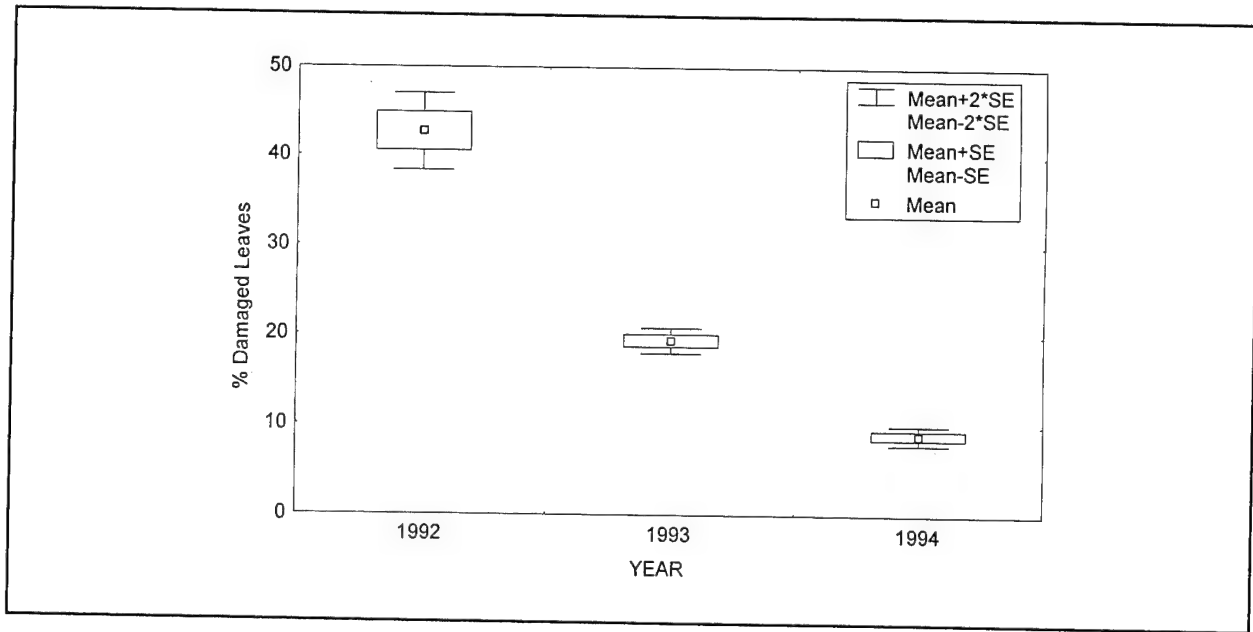 50
40
30
20
10
0
% Damaged Leaves
1992
1993
1994
YEAR
Mean+2*SE
Mean-2*SE
Mean+SE
Mean-SE
Mean